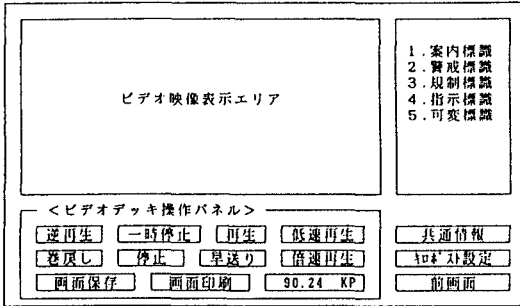 ビデオ映像表示エリア
1.案内標識
2.警戒標識
3.規制標識
4.指示標識
5.可変標識
<ビデオデッキ操作パネル>
逆再生 一時停止 再生 低速再生
巻戻し 停止 早送り 倍速再生
画面保存 画面印刷 90.24 KP
共通情報
キロポスト設定
前画面